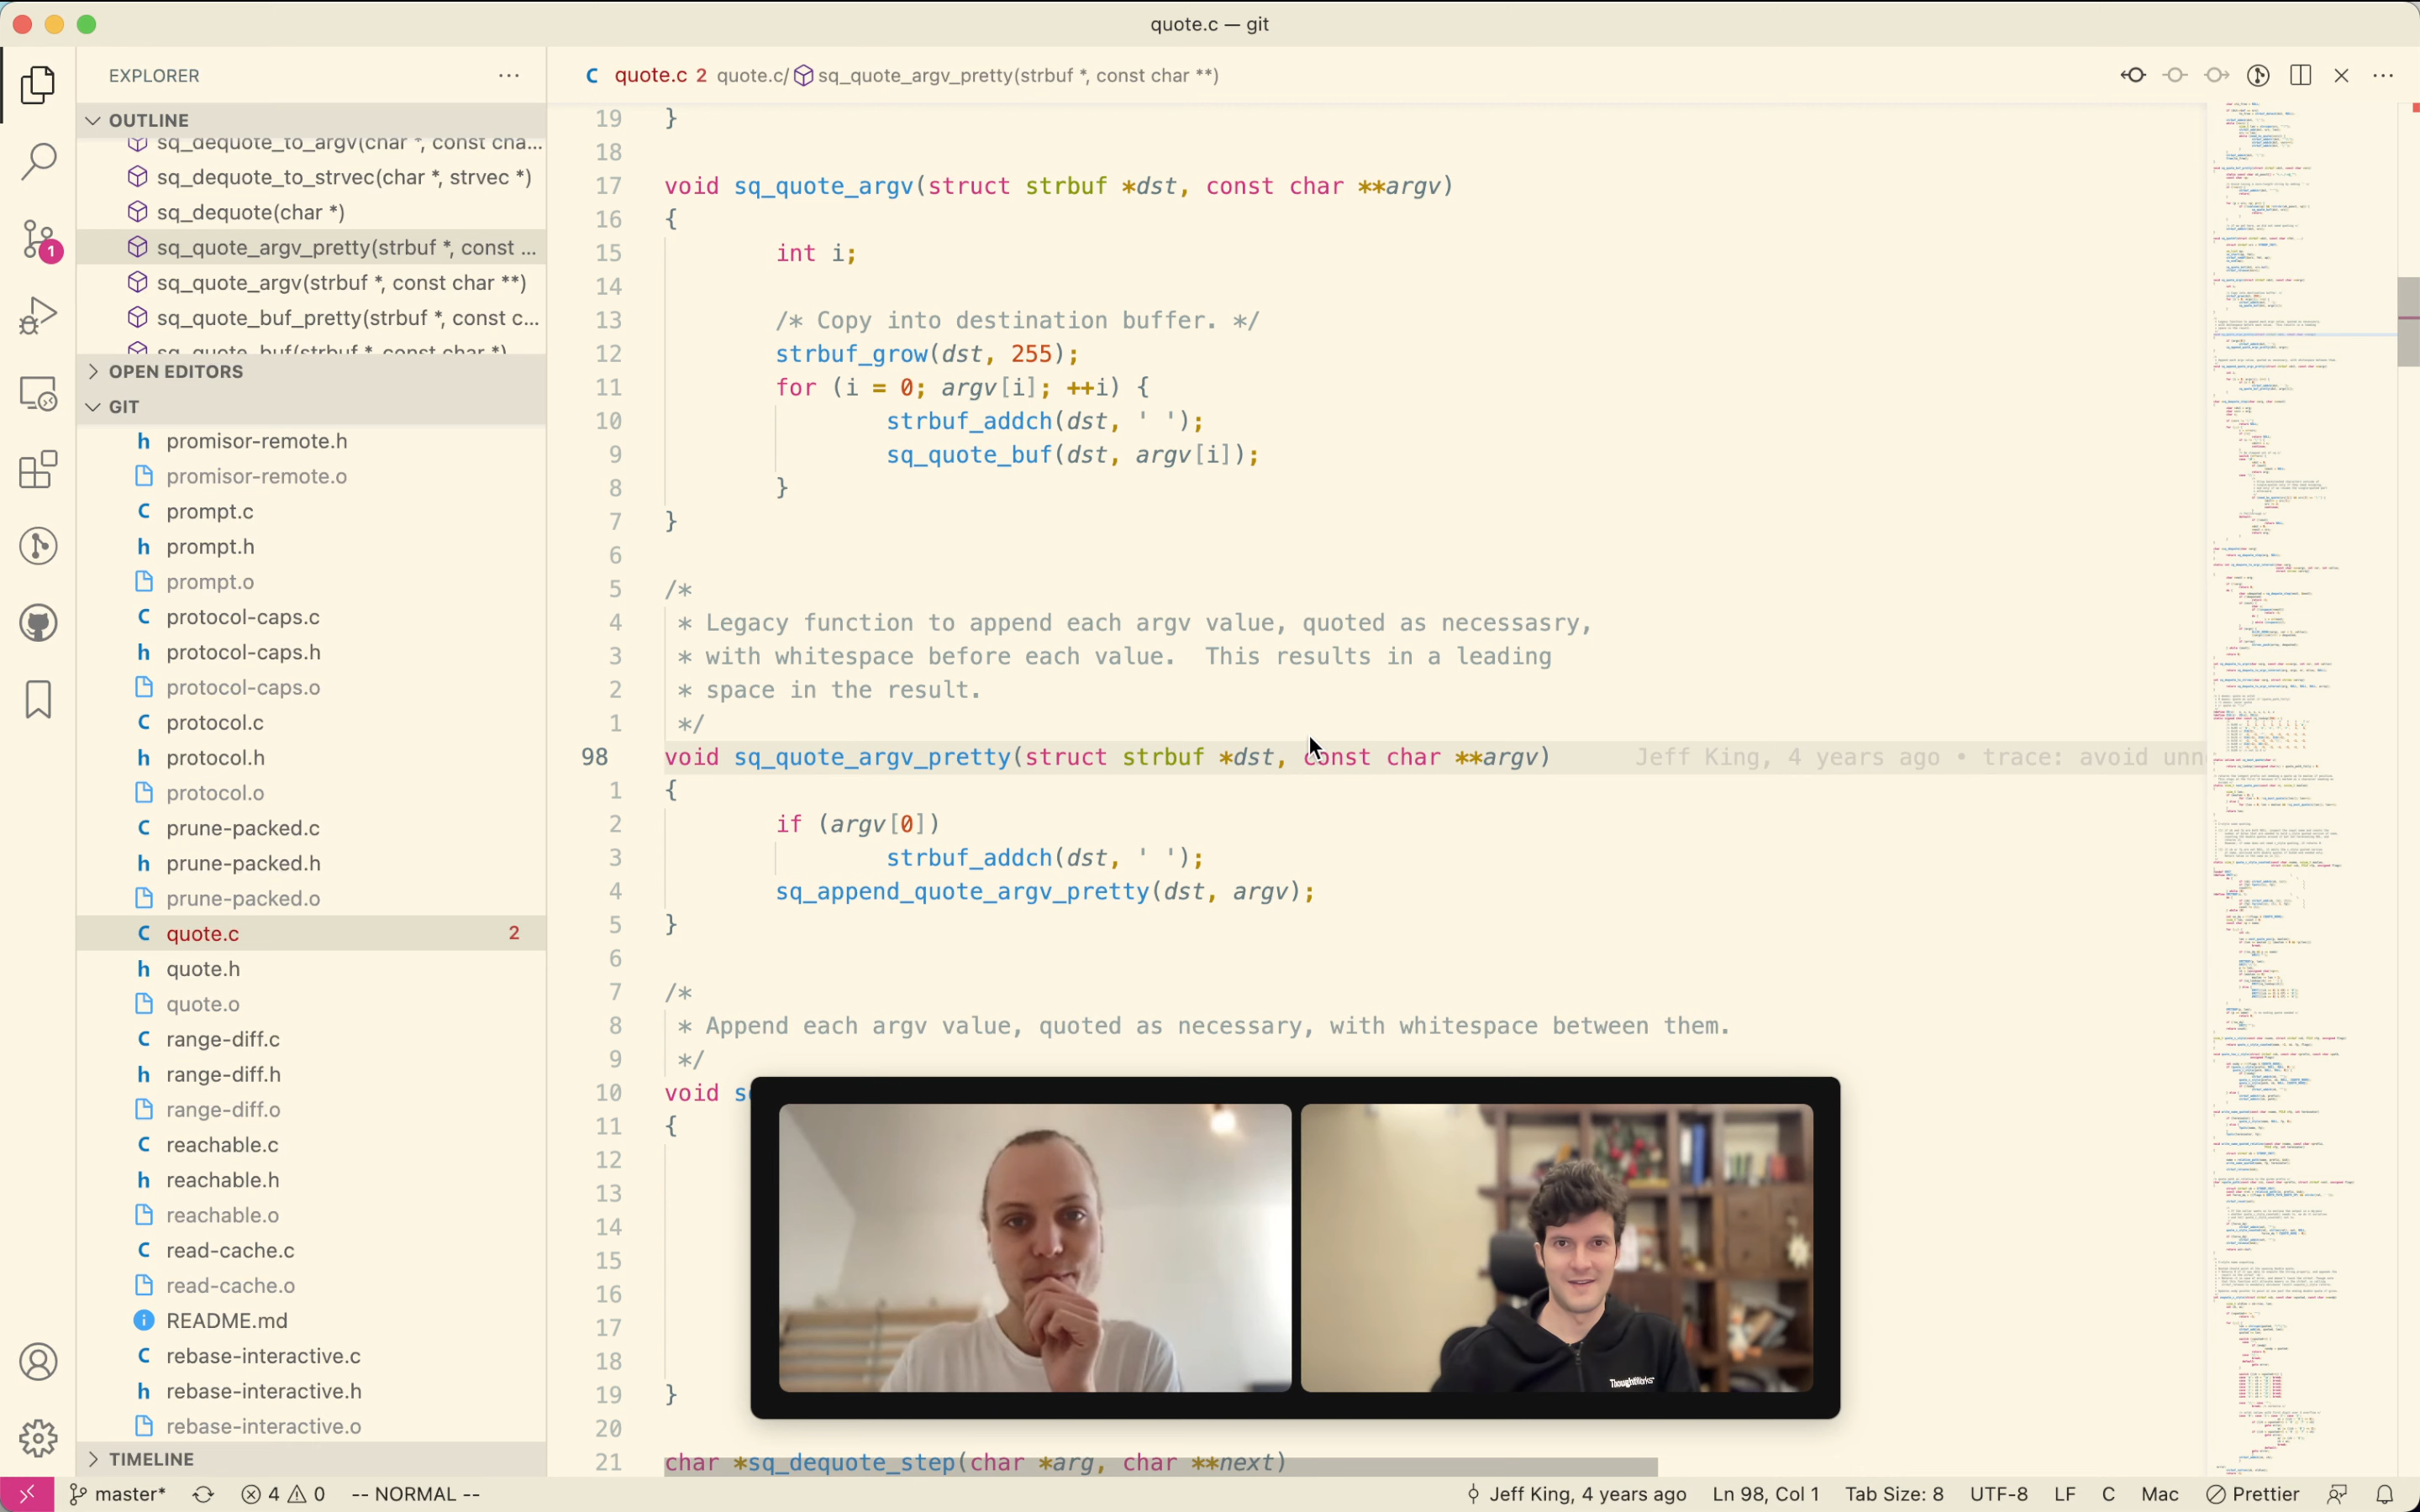 quote.c — git
EXPLORER
OUTLINE
sq_dequote_to_argv(char *, const cha...
sq_dequote_to_strvec(char *, strvec *)
sq_dequote(char *)
sq_quote_argv_pretty(strbuf *, const ...
sq_quote_argv(strbuf *, const char **)
sq_quote_buf_pretty(strbuf *, const c...
sq_quote_buf(strbuf *, const char *)
OPEN EDITORS
GIT
promisor-remote.h
promisor-remote.o
prompt.c
prompt.h
prompt.o
protocol-caps.c
protocol-caps.h
protocol-caps.o
protocol.c
protocol.h
protocol.o
prune-packed.c
prune-packed.h
prune-packed.o
quote.c 2
quote.h
quote.o
range-diff.c
range-diff.h
range-diff.o
reachable.c
reachable.h
reachable.o
read-cache.c
read-cache.o
README.md
rebase-interactive.c
rebase-interactive.h
rebase-interactive.o
TIMELINE
1
C quote.c 2 quote.c/ sq_quote_argv_pretty(strbuf *, const char **)
19 }
18
17 void sq_quote_argv(struct strbuf *dst, const char **argv)
16 {
15 int i;
14
13 /* Copy into destination buffer. */
12 strbuf_grow(dst, 255);
11 for (i = 0; argv[i]; ++i) {
10 strbuf_addch(dst, ' ');
9 sq_quote_buf(dst, argv[i]);
8 }
7 }
6
5 /*
4 * Legacy function to append each argv value, quoted as necessasry,
3 * with whitespace before each value.  This results in a leading
2 * space in the result.
1 */
98 void sq_quote_argv_pretty(struct strbuf *dst, const char **argv) Jeff King, 4 years ago • trace: avoid unn
1 {
2 if (argv[0])
3 strbuf_addch(dst, ' ');
4 sq_append_quote_argv_pretty(dst, argv);
5 }
6
7 /*
8 * Append each argv value, quoted as necessary, with whitespace between them.
9 */
10 void s
11 {
12
13
14
15
16
17
18
19 }
20
21 char *sq_dequote_step(char *arg, char **next)
ThoughtWorks
master* 4 0 -- NORMAL -- Jeff King, 4 years ago Ln 98, Col 1 Tab Size: 8 UTF-8 LF C Mac Prettier